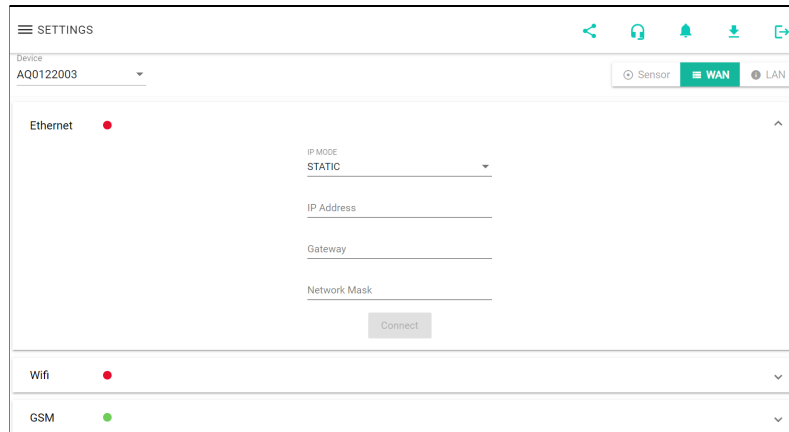 SETTINGS
Device
AQ0122003
Sensor WAN LAN
Ethernet
IP MODE
STATIC
IP Address
Gateway
Network Mask
Connect
Wifi
GSM